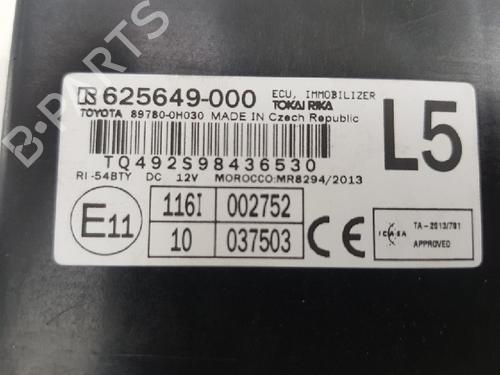 B-PARTS
625649-000
ECU, IMMOBILIZER
TOKAI RIKA
TOYOTA 89780-0H030 MADE IN Czech Republic
L5
TQ492S98436530
RI-54BTY DC 12V MOROCCO:MR8294/2013
E11
116I 002752
10 037503
CE
ICASA
TA-2013/781
APPROVED